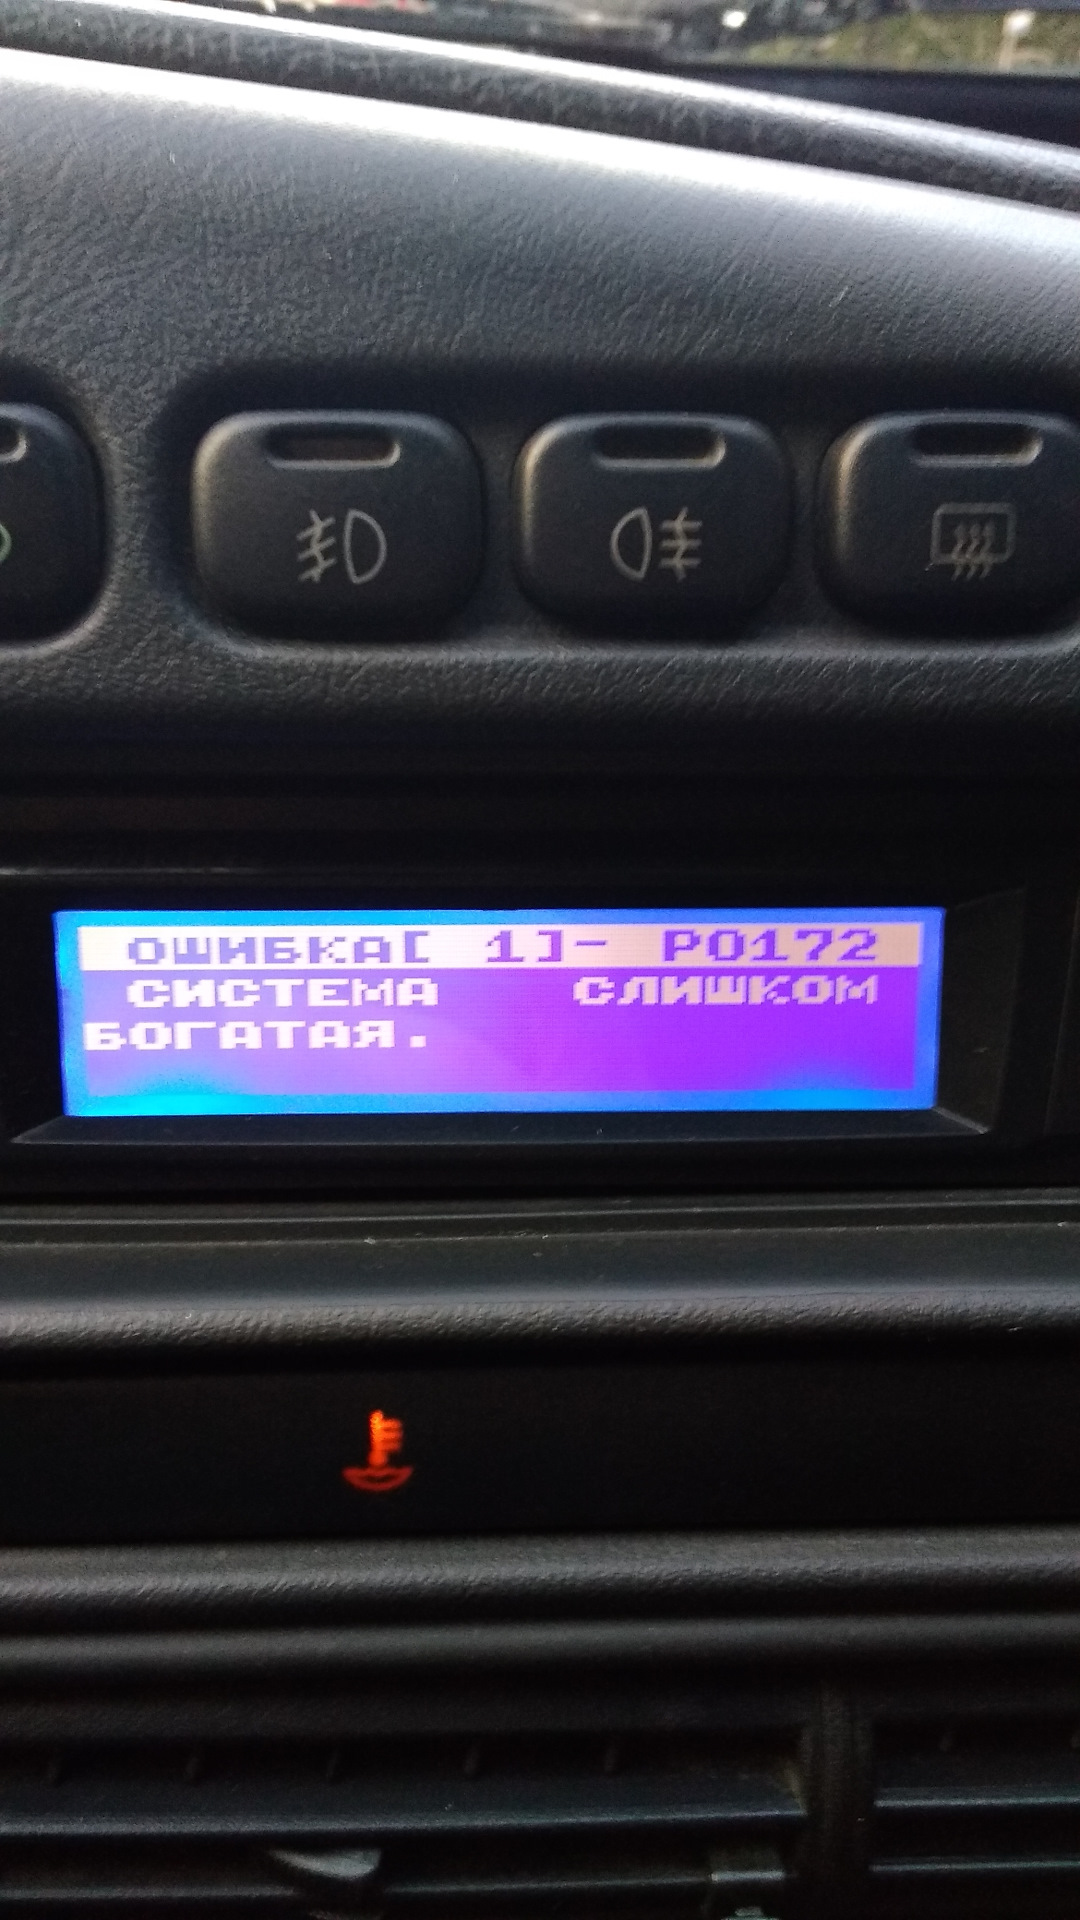 ОШИБКА[ 1]- P0172
СИСТЕМА СЛИШКОМ
БОГАТАЯ.